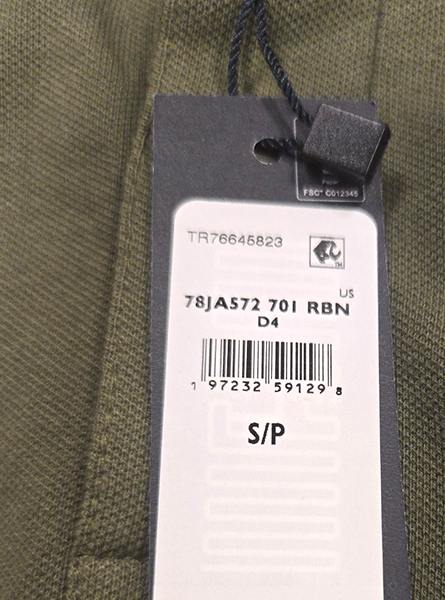 FSC® C012345
TR76645823
US
78JA572 701 RBN
D4
1 97232 59129 8
S/P